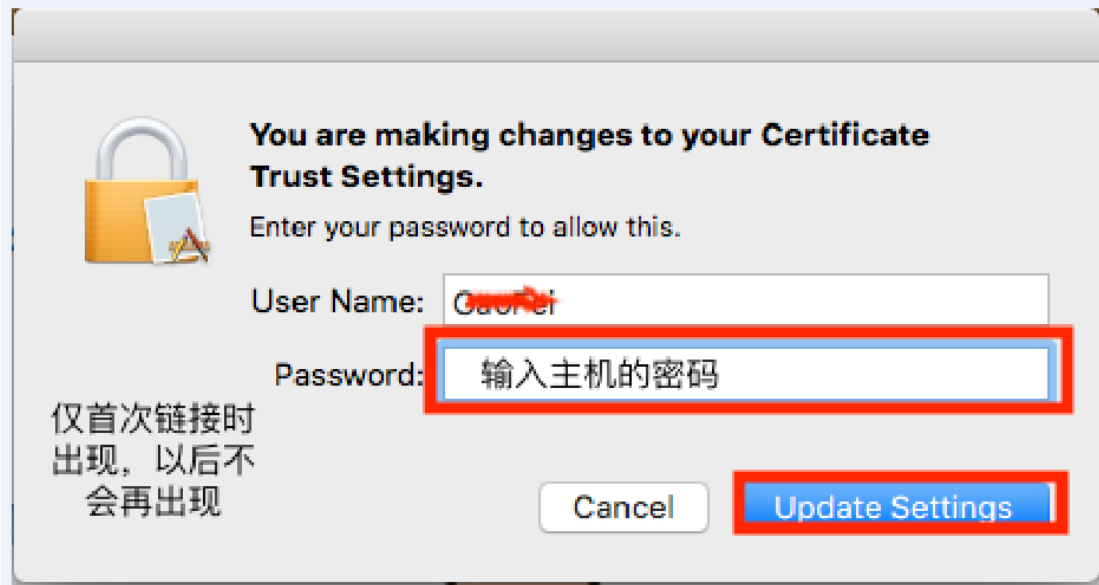 You are making changes to your Certificate
Trust Settings.
Enter your password to allow this.
User Name:
Password: 输入主机的密码
仅首次链接时
出现，以后不
会再出现
Cancel
Update Settings